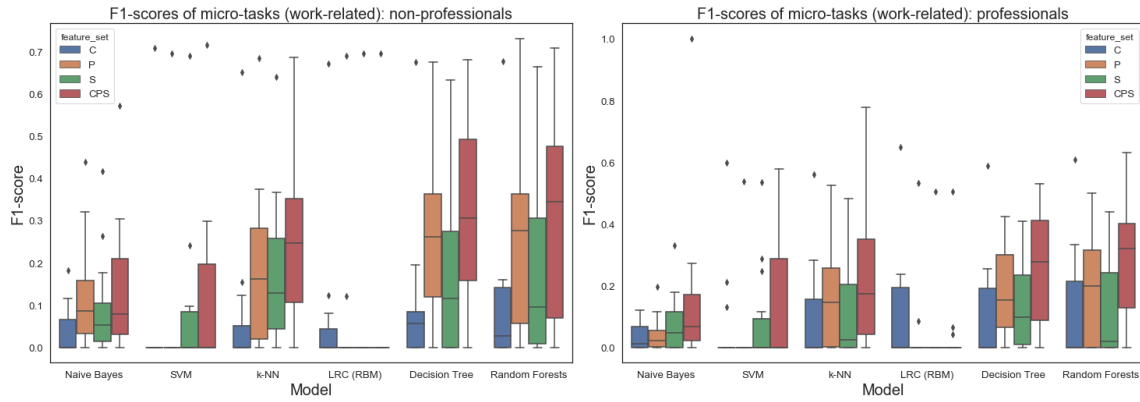 F1-scores of micro-tasks (work-related): non-professionals
feature_set
C
P
S
CPS
0.7
0.6
0.5
0.4
0.3
0.2
0.1
0.0
F1-score
Naive Bayes SVM k-NN LRC (RBM) Decision Tree Random Forests
Model
F1-scores of micro-tasks (work-related): professionals
feature_set
C
P
S
CPS
1.0
0.8
0.6
0.4
0.2
0.0
F1-score
Naive Bayes SVM k-NN LRC (RBM) Decision Tree Random Forests
Model